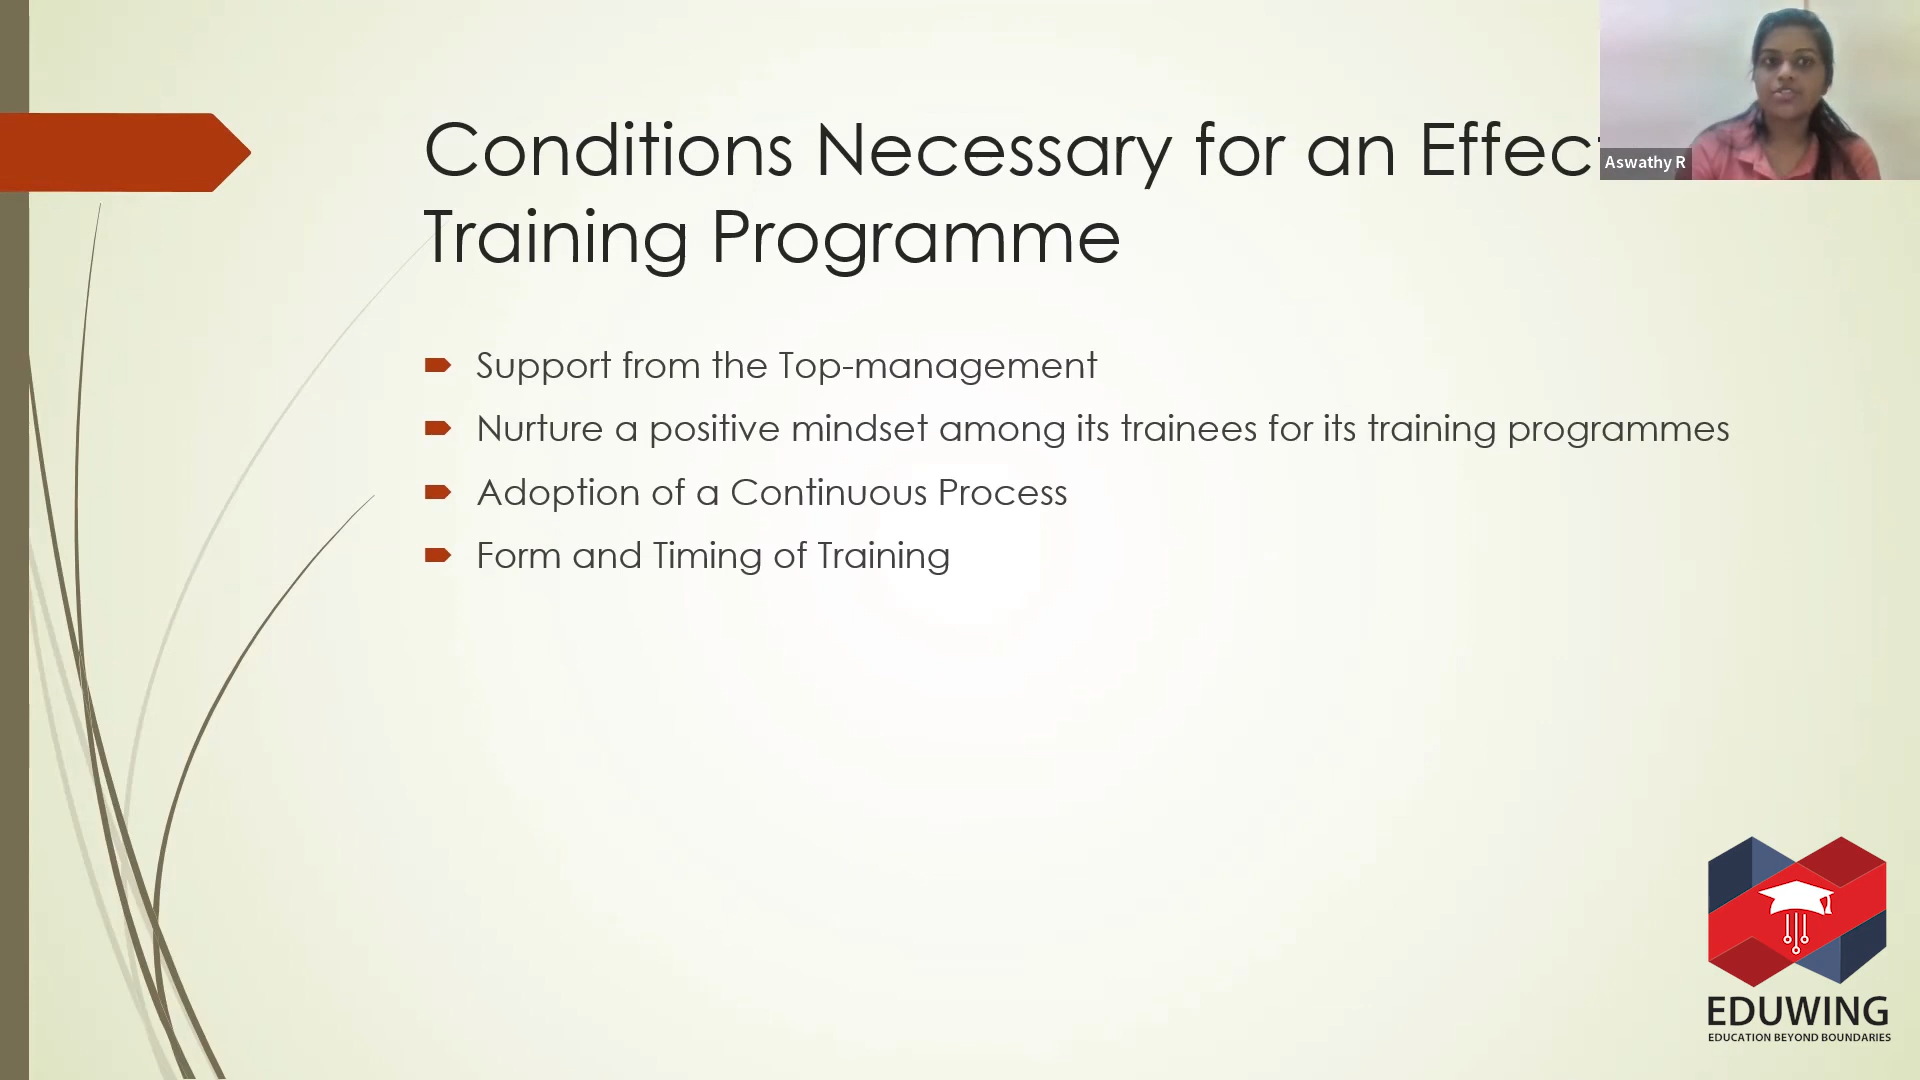 Conditions Necessary for an Effec
Aswathy R
Training Programme
Support from the Top-management
Nurture a positive mindset among its trainees for its training programmes
Adoption of a Continuous Process
Form and Timing of Training
EDUWING
EDUCATION BEYOND BOUNDARIES